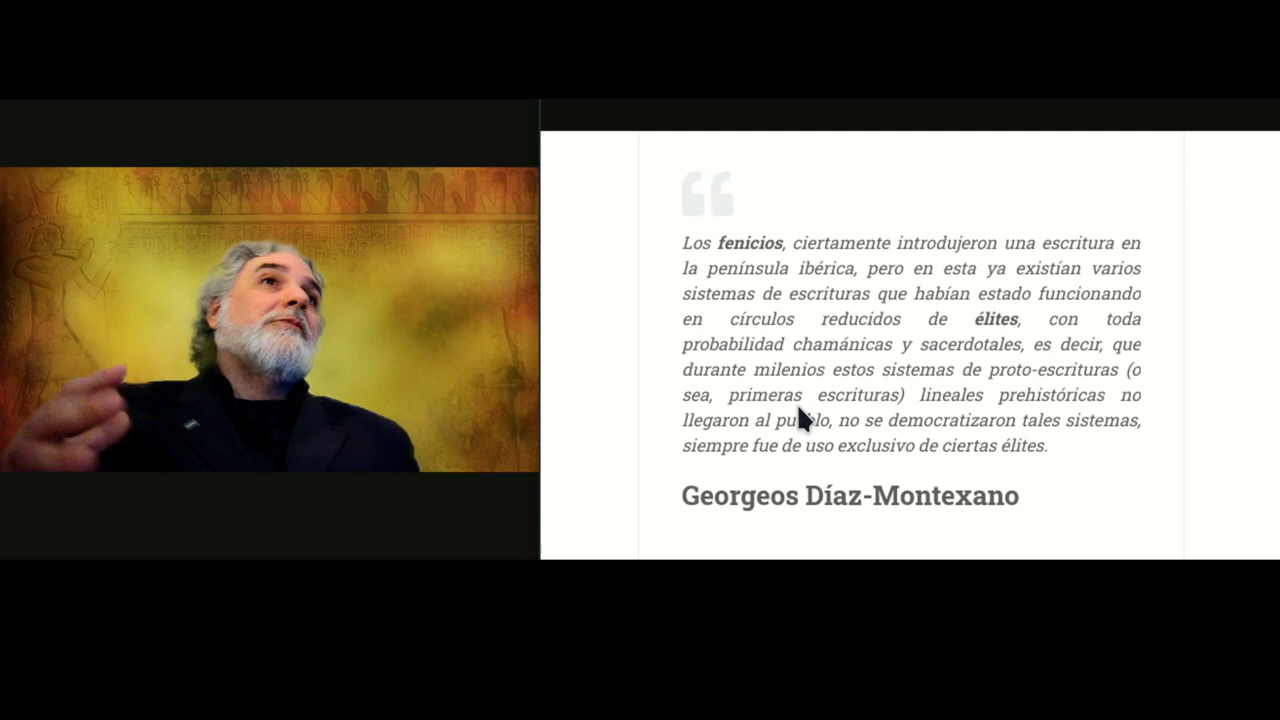 Los fenicios, ciertamente introdujeron una escritura en
la península ibérica, pero en esta ya existían varios
sistemas de escrituras que habían estado funcionando
en círculos reducidos de élites, con toda
probabilidad chamánicas y sacerdotales, es decir, que
durante milenios estos sistemas de proto-escrituras (o
sea, primeras escrituras) lineales prehistóricas no
llegaron al pueblo, no se democratizaron tales sistemas,
siempre fue de uso exclusivo de ciertas élites.
Georgeos Díaz-Montexano